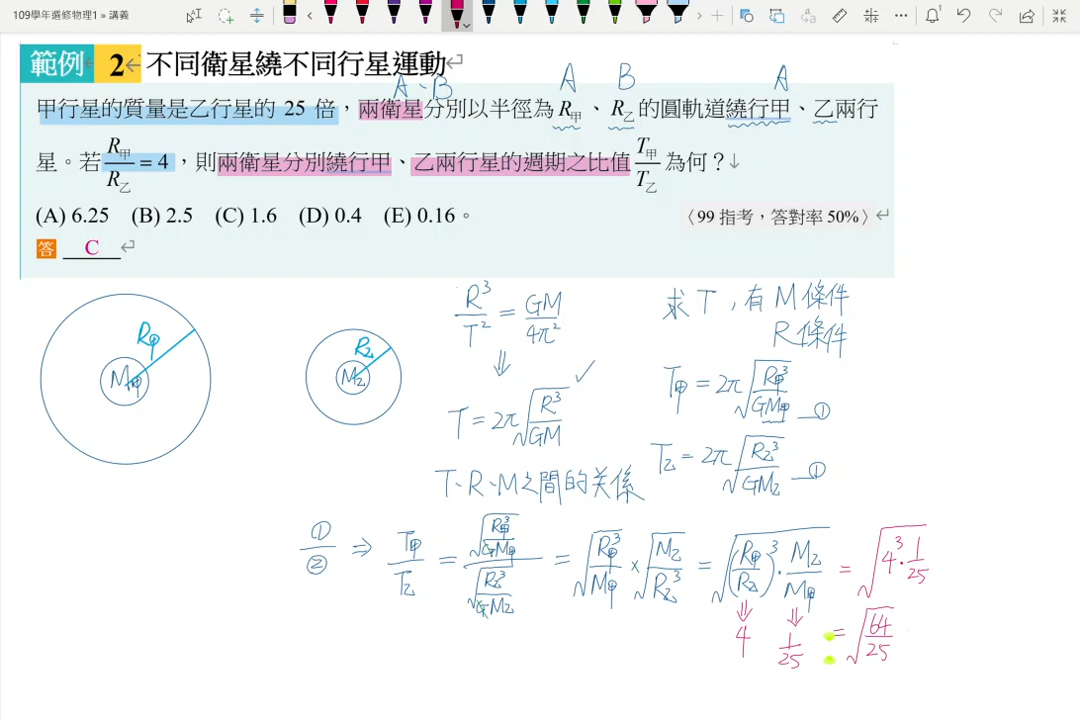 109學年選修物理1 » 講義
範例 2 不同衛星繞不同行星運動
A、B A B A
甲行星的質量是乙行星的 25 倍，兩衛星分別以半徑為 R甲、R乙 的圓軌道繞行甲、乙兩行
星。若 R甲/R乙 = 4，則兩衛星分別繞行甲、乙兩行星的週期之比值 T甲/T乙 為何？
(A) 6.25 (B) 2.5 (C) 1.6 (D) 0.4 (E) 0.16。 〈99 指考，答對率 50%〉
答 C
R甲 M甲
R乙 M乙
R³/T² = GM/4π²
⇓
T = 2π√(R³/GM) ✓
T、R、M之間的关係
求 T，有 M 條件
R 條件
T甲 = 2π√(R甲³/GM甲) —①
T乙 = 2π√(R乙³/GM乙) —①
①/② ⇒ T甲/T乙 = √(R甲³/GM甲)/√(R乙³/GM乙) = √(R甲³/M甲) × √(M乙/R乙³) = √((R甲/R乙)³·M乙/M甲) = √(4³·1/25)
⇓ ⇓
4 1/25 = √(64/25)